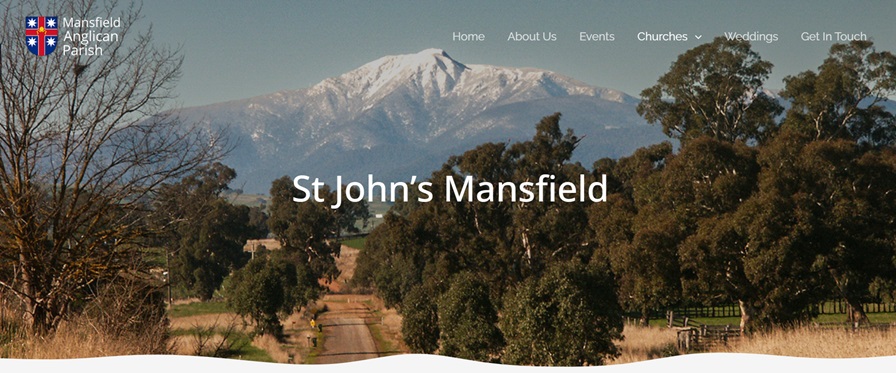 Mansfield
Anglican
Parish
Home About Us Events Churches Weddings Get In Touch
St John's Mansfield